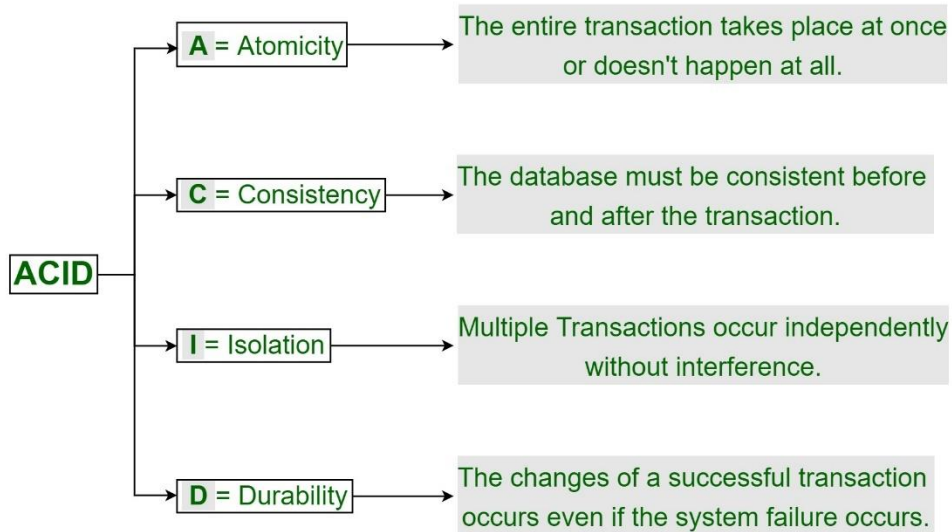 ACID
A = Atomicity
The entire transaction takes place at once
or doesn't happen at all.
C = Consistency
The database must be consistent before
and after the transaction.
I = Isolation
Multiple Transactions occur independently
without interference.
D = Durability
The changes of a successful transaction
occurs even if the system failure occurs.